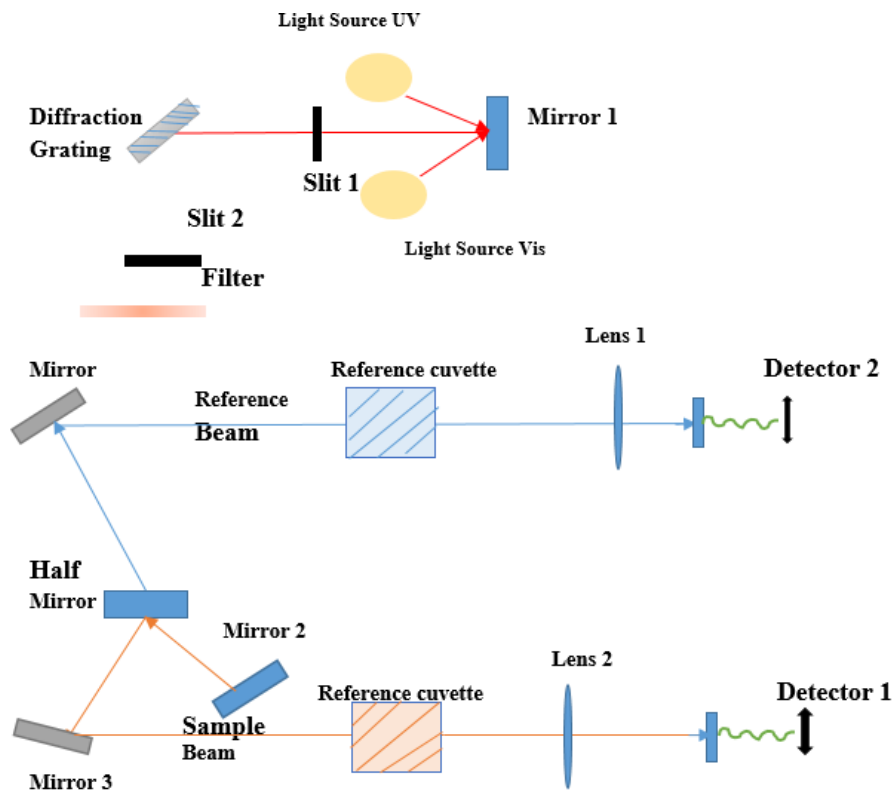 Light Source UV
Diffraction
Grating
Mirror 1
Slit 1
Slit 2
Light Source Vis
Filter
Lens 1
Mirror
Reference cuvette
Detector 2
Reference
Beam
Half
Mirror
Mirror 2
Lens 2
Reference cuvette
Detector 1
Sample
Beam
Mirror 3